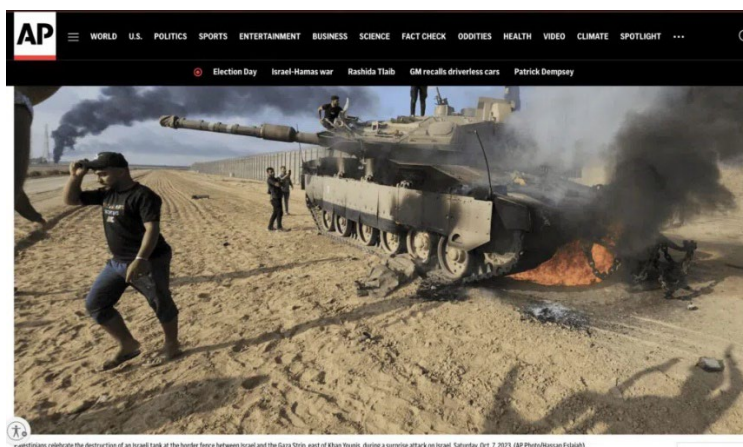 AP WORLD U.S. POLITICS SPORTS ENTERTAINMENT BUSINESS SCIENCE FACT CHECK ODDITIES HEALTH VIDEO CLIMATE SPOTLIGHT ...
Election Day Israel-Hamas war Rashida Tlaib GM recalls driverless cars Patrick Dempsey
celebrate the destruction of an Israeli tank at the border fence between Israel and the Gaza Strip, east of Khan Younis, during a surprise attack on Israel, Saturday, Oct. 7, 2023. (AP Photo/Hassan Eslaiah)